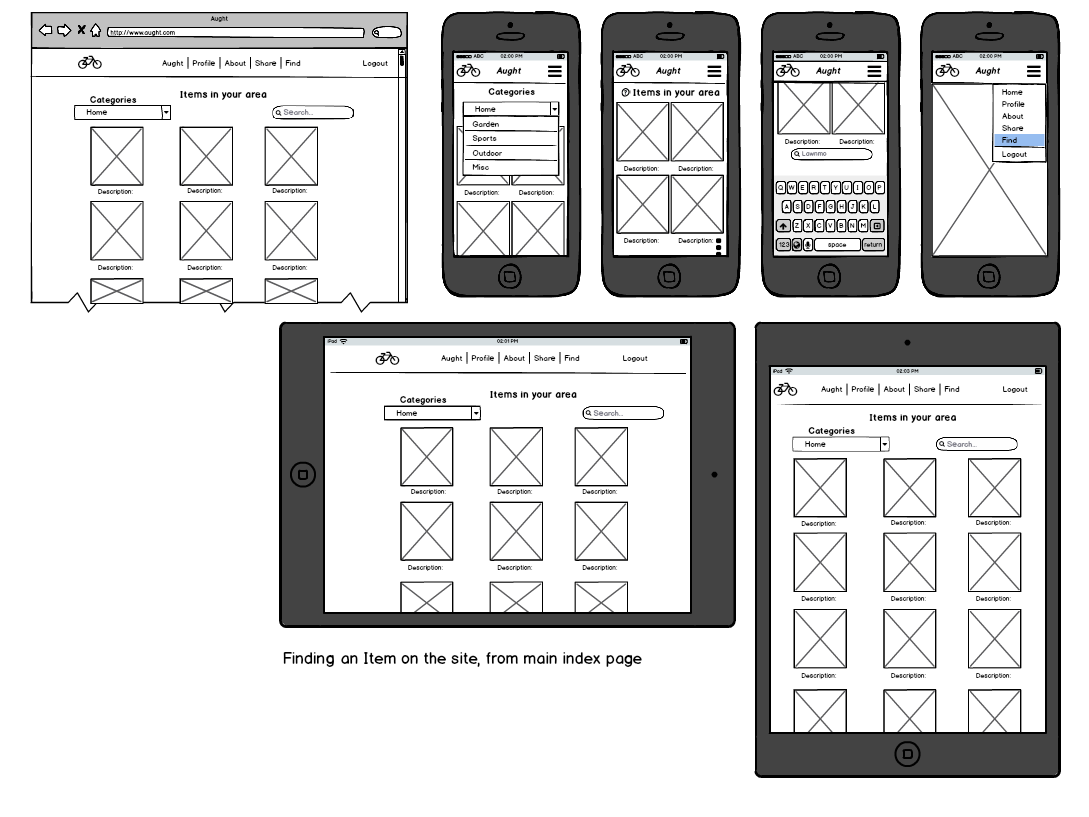 Aught
http://www.aught.com
Aught | Profile | About | Share | Find
Logout
Items in your area
Categories
Home
Search...
Description:
Description:
Description:
Description:
Description:
Description:
ABC
02:00 PM
Aught
Categories
Home
Garden
Sports
Outdoor
Misc
Description:
Description:
ABC
02:00 PM
Aught
? Items in your area
Description:
Description:
Description:
Description:
ABC
02:00 PM
Aught
Description:
Description:
Lawnmo
Q W E R T Y U I O P
A S D F G H J K L
Z X C V B N M
123
space
return
ABC
02:00 PM
Aught
Home
Profile
About
Share
Find
Logout
iPad
02:01 PM
Aught | Profile | About | Share | Find
Logout
Items in your area
Categories
Home
Search...
Description:
Description:
Description:
Description:
Description:
Description:
iPad
02:03 PM
Aught | Profile | About | Share | Find
Logout
Items in your area
Categories
Home
Search...
Description:
Description:
Description:
Description:
Description:
Description:
Description:
Description:
Description:
Finding an Item on the site, from main index page